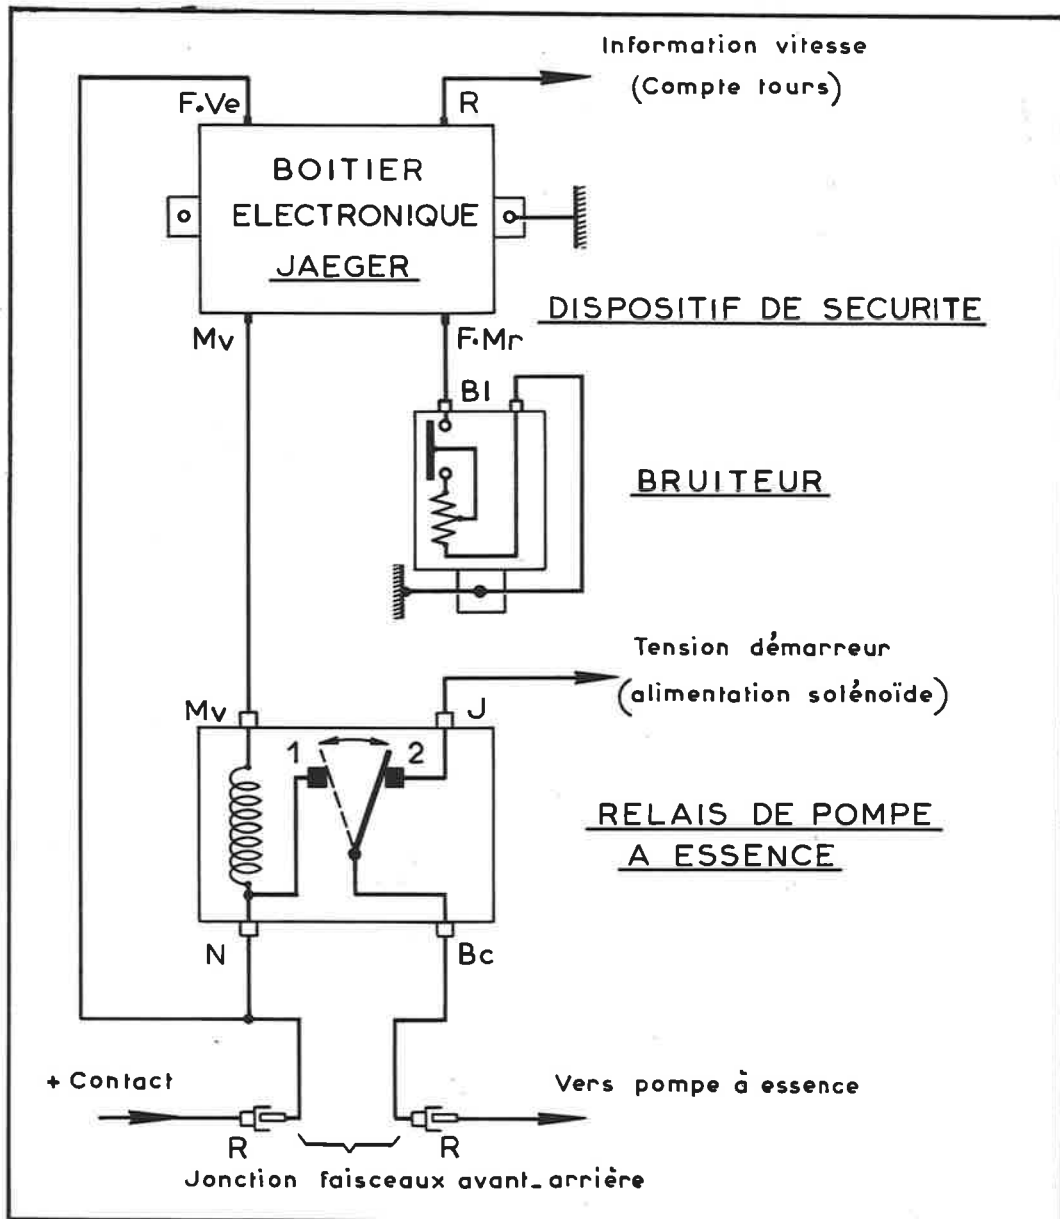 Information vitesse
(Compte tours)
F.Ve
R
BOITIER
ELECTRONIQUE
JAEGER
DISPOSITIF DE SECURITE
Mv
F.Mr
Bl
BRUITEUR
Tension démarreur
(alimentation solénoïde)
Mv
J
1
2
RELAIS DE POMPE
A ESSENCE
N
Bc
+ Contact
Vers pompe à essence
R
R
Jonction faisceaux avant_arrière